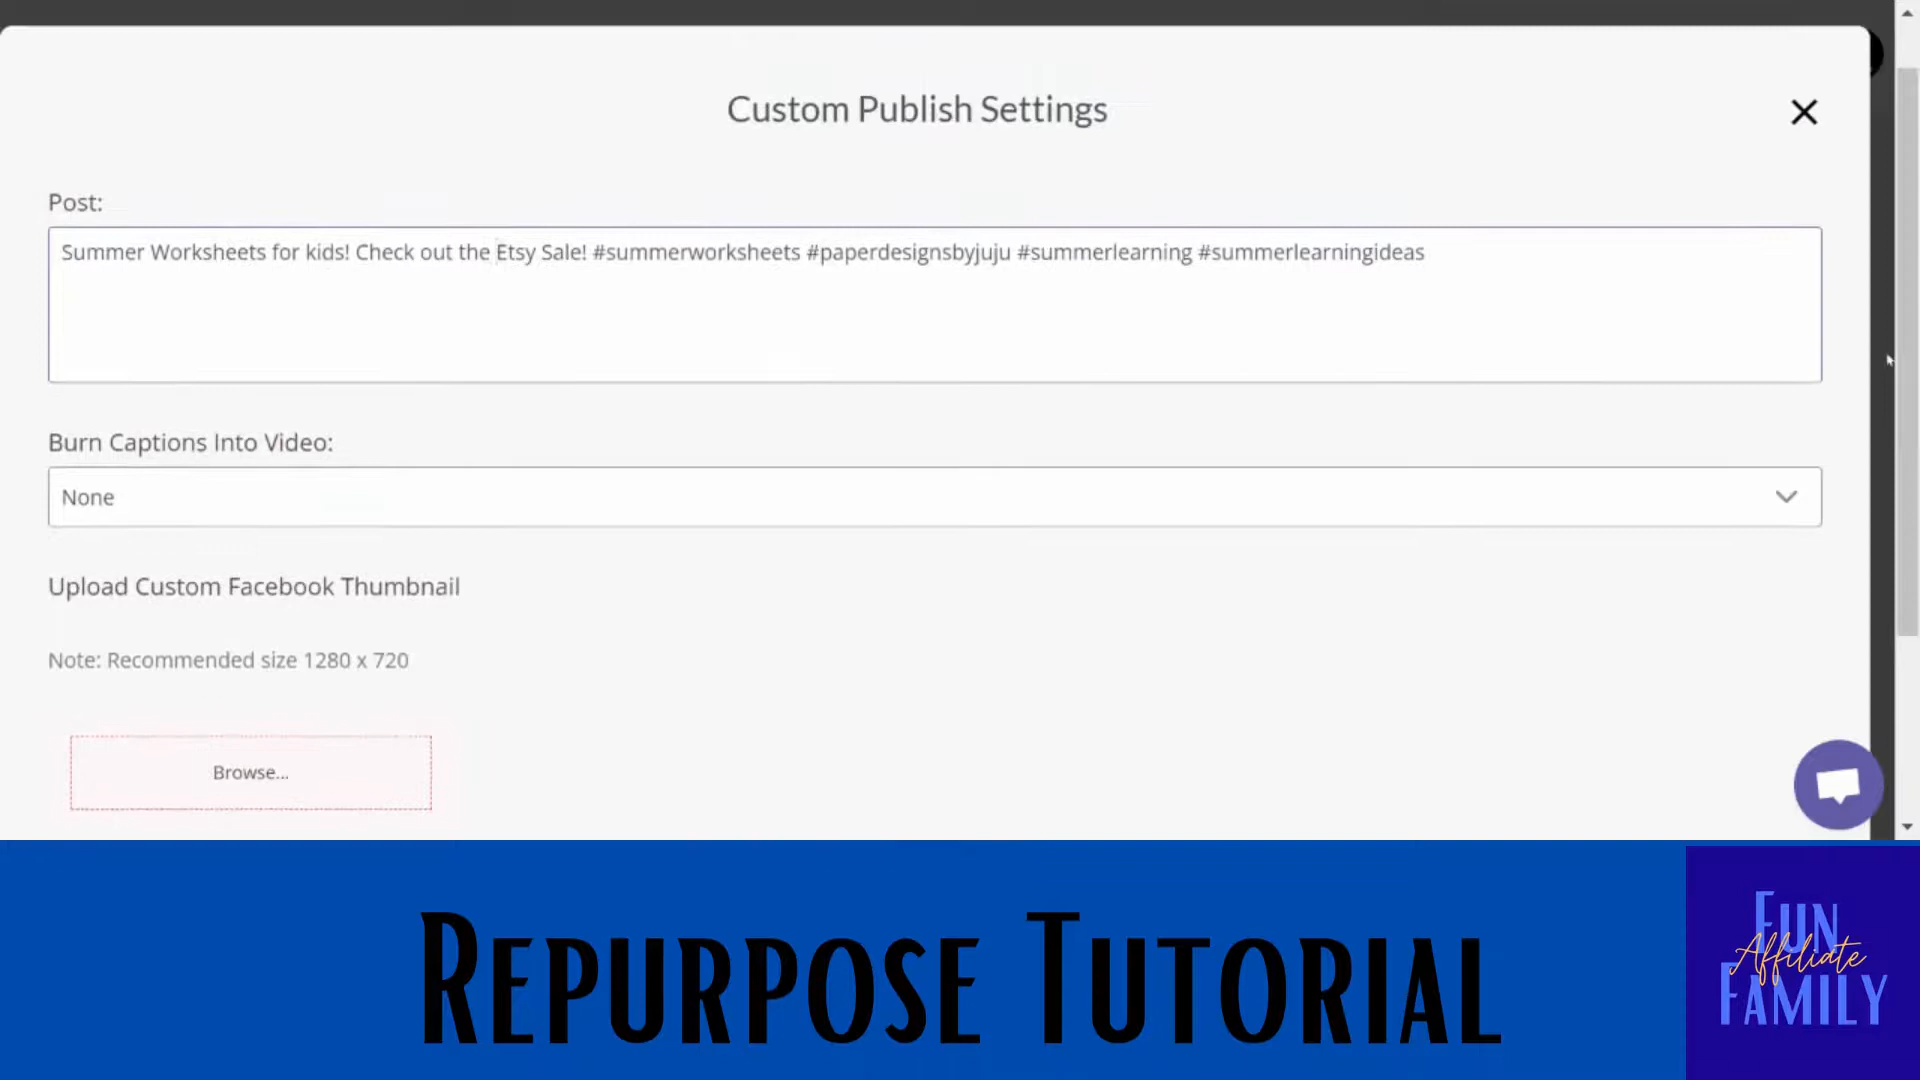 Custom Publish Settings
Post:
Summer Worksheets for kids! Check out the Etsy Sale! #summerworksheets #paperdesignsbyjuju #summerlearning #summerlearningideas
Burn Captions Into Video:
None
Upload Custom Facebook Thumbnail
Note: Recommended size 1280 x 720
Browse...
REPURPOSE TUTORIAL
FUN
Affiliate
FAMILY